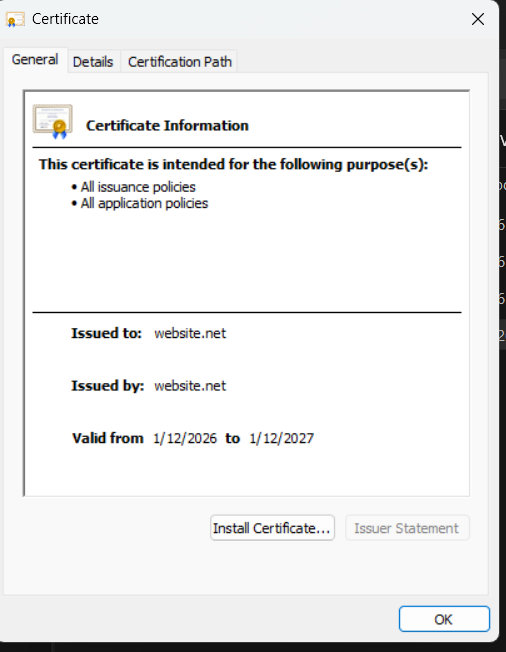 Certificate
General Details Certification Path
Certificate Information
This certificate is intended for the following purpose(s):
• All issuance policies
• All application policies
Issued to: website.net
Issued by: website.net
Valid from 1/12/2026 to 1/12/2027
Install Certificate... Issuer Statement
OK